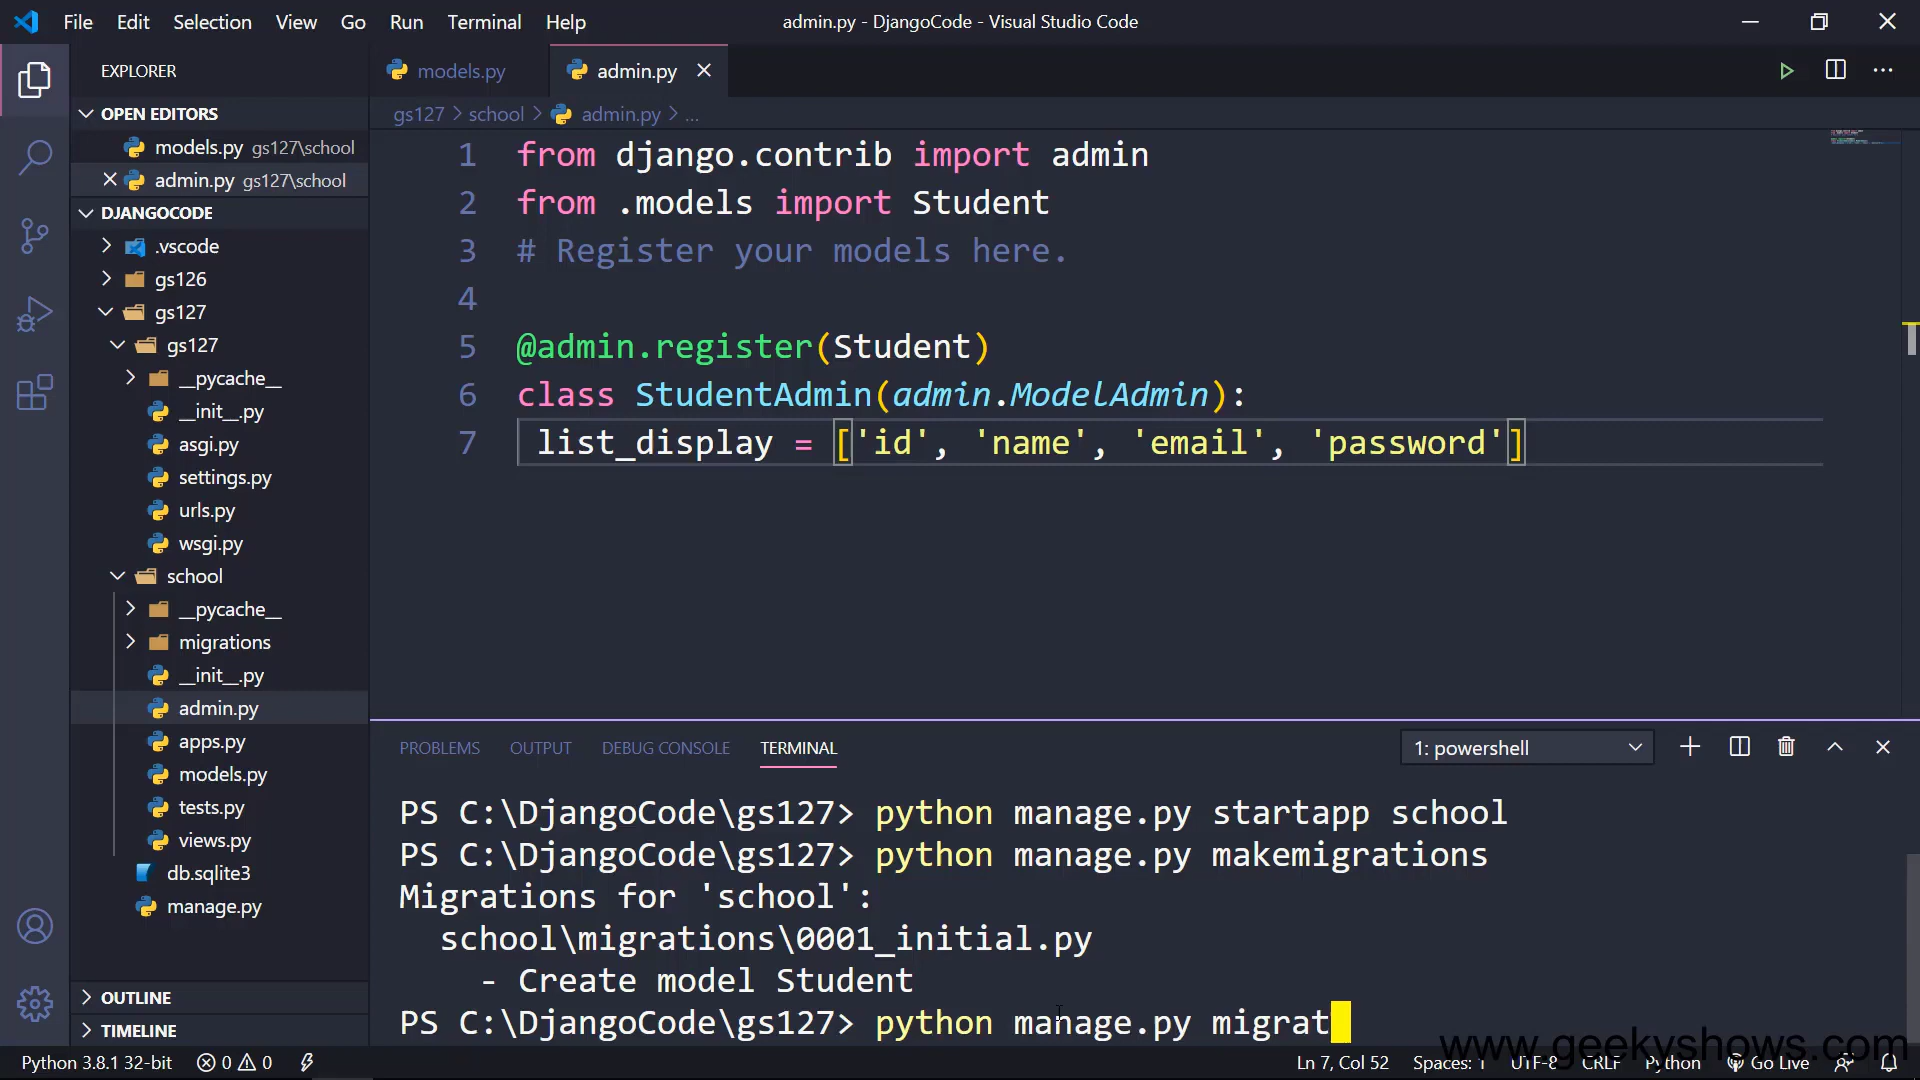 File Edit Selection View Go Run Terminal Help
admin.py - DjangoCode - Visual Studio Code
EXPLORER
OPEN EDITORS
models.py gs127\school
admin.py gs127\school
DJANGOCODE
.vscode
gs126
gs127
gs127
__pycache__
__init__.py
asgi.py
settings.py
urls.py
wsgi.py
school
__pycache__
migrations
__init__.py
admin.py
apps.py
models.py
tests.py
views.py
db.sqlite3
manage.py
OUTLINE
TIMELINE
models.py admin.py
gs127 > school > admin.py > ...
1 from django.contrib import admin
2 from .models import Student
3 # Register your models here.
4
5 @admin.register(Student)
6 class StudentAdmin(admin.ModelAdmin):
7 list_display = ['id', 'name', 'email', 'password']
PROBLEMS OUTPUT DEBUG CONSOLE TERMINAL
1: powershell
PS C:\DjangoCode\gs127> python manage.py startapp school
PS C:\DjangoCode\gs127> python manage.py makemigrations
Migrations for 'school':
school\migrations\0001_initial.py
- Create model Student
PS C:\DjangoCode\gs127> python manage.py migrat
www.geekyshows.com
Python 3.8.1 32-bit 0 0
Ln 7, Col 52 Spaces: 1 UTF-8 CRLF Python Go Live